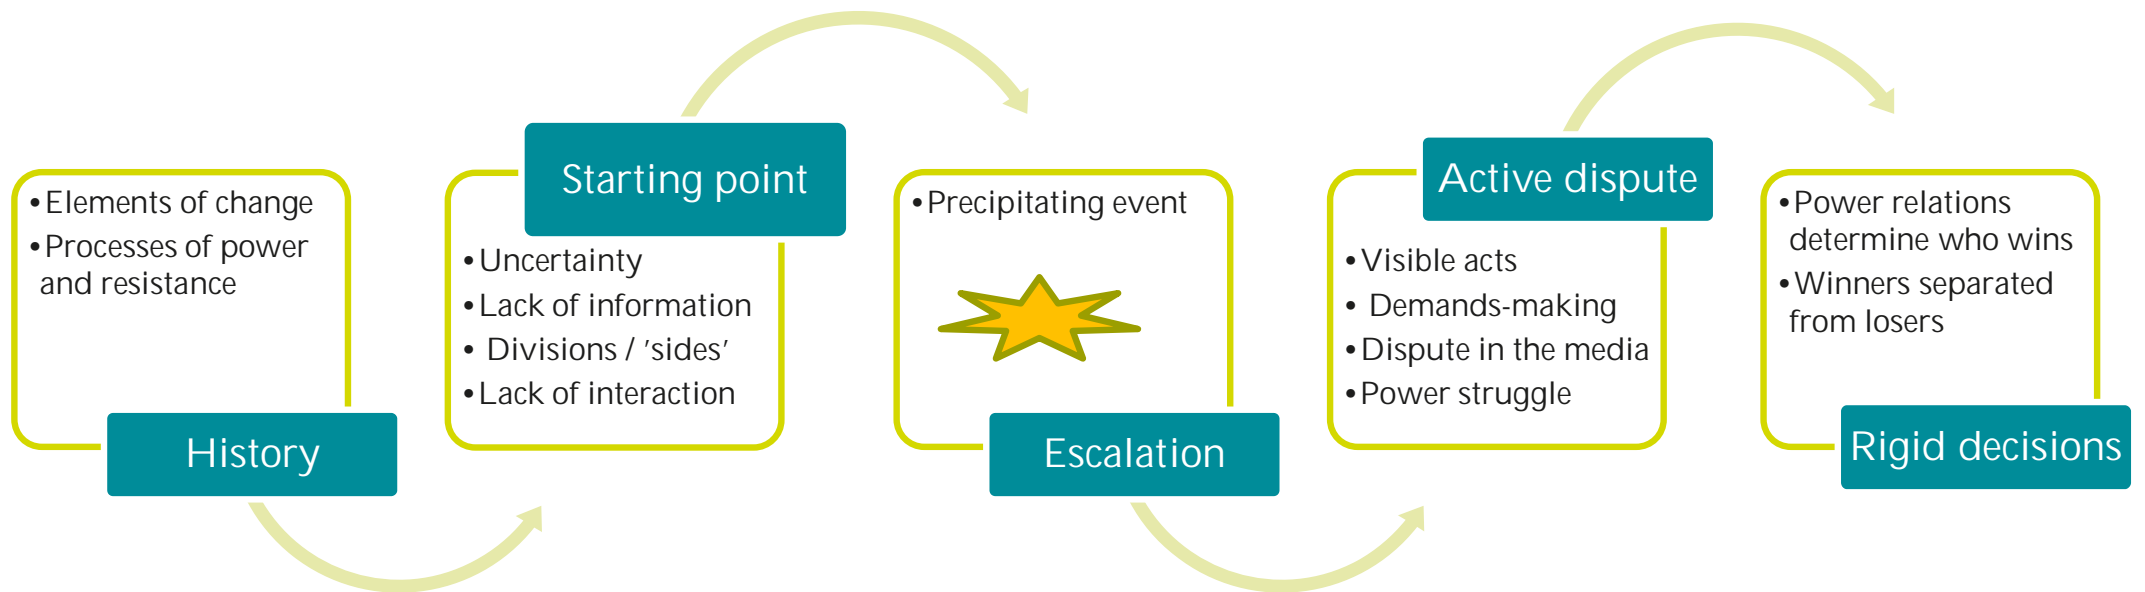 •Elements of change
•Processes of power
and resistance
History
Starting point
•Uncertainty
•Lack of information
• Divisions / ’sides’
•Lack of interaction
•Precipitating event
Escalation
Active dispute
•Visible acts
• Demands-making
•Dispute in the media
•Power struggle
•Power relations
determine who wins
•Winners separated
from losers
Rigid decisions